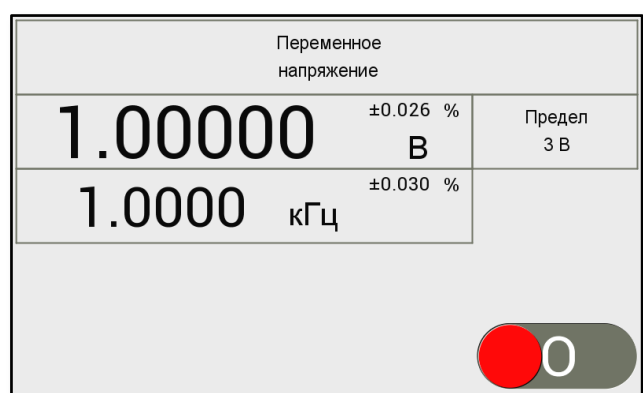 Переменное
напряжение
1.00000
±0.026 %
В
Предел
3 В
1.0000 кГц
±0.030 %
O